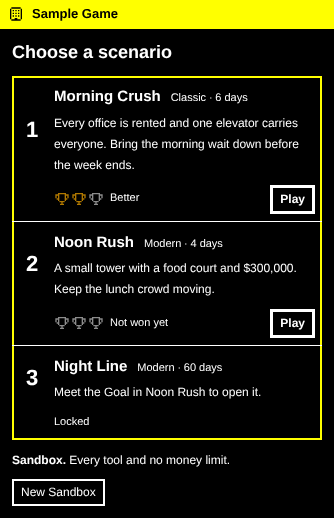 Sample Game
Choose a scenario
1
Morning Crush Classic · 6 days
Every office is rented and one elevator carries
everyone. Bring the morning wait down before
the week ends.
Better
Play
2
Noon Rush Modern · 4 days
A small tower with a food court and $300,000.
Keep the lunch crowd moving.
Not won yet
Play
3
Night Line Modern · 60 days
Meet the Goal in Noon Rush to open it.
Locked
Sandbox. Every tool and no money limit.
New Sandbox